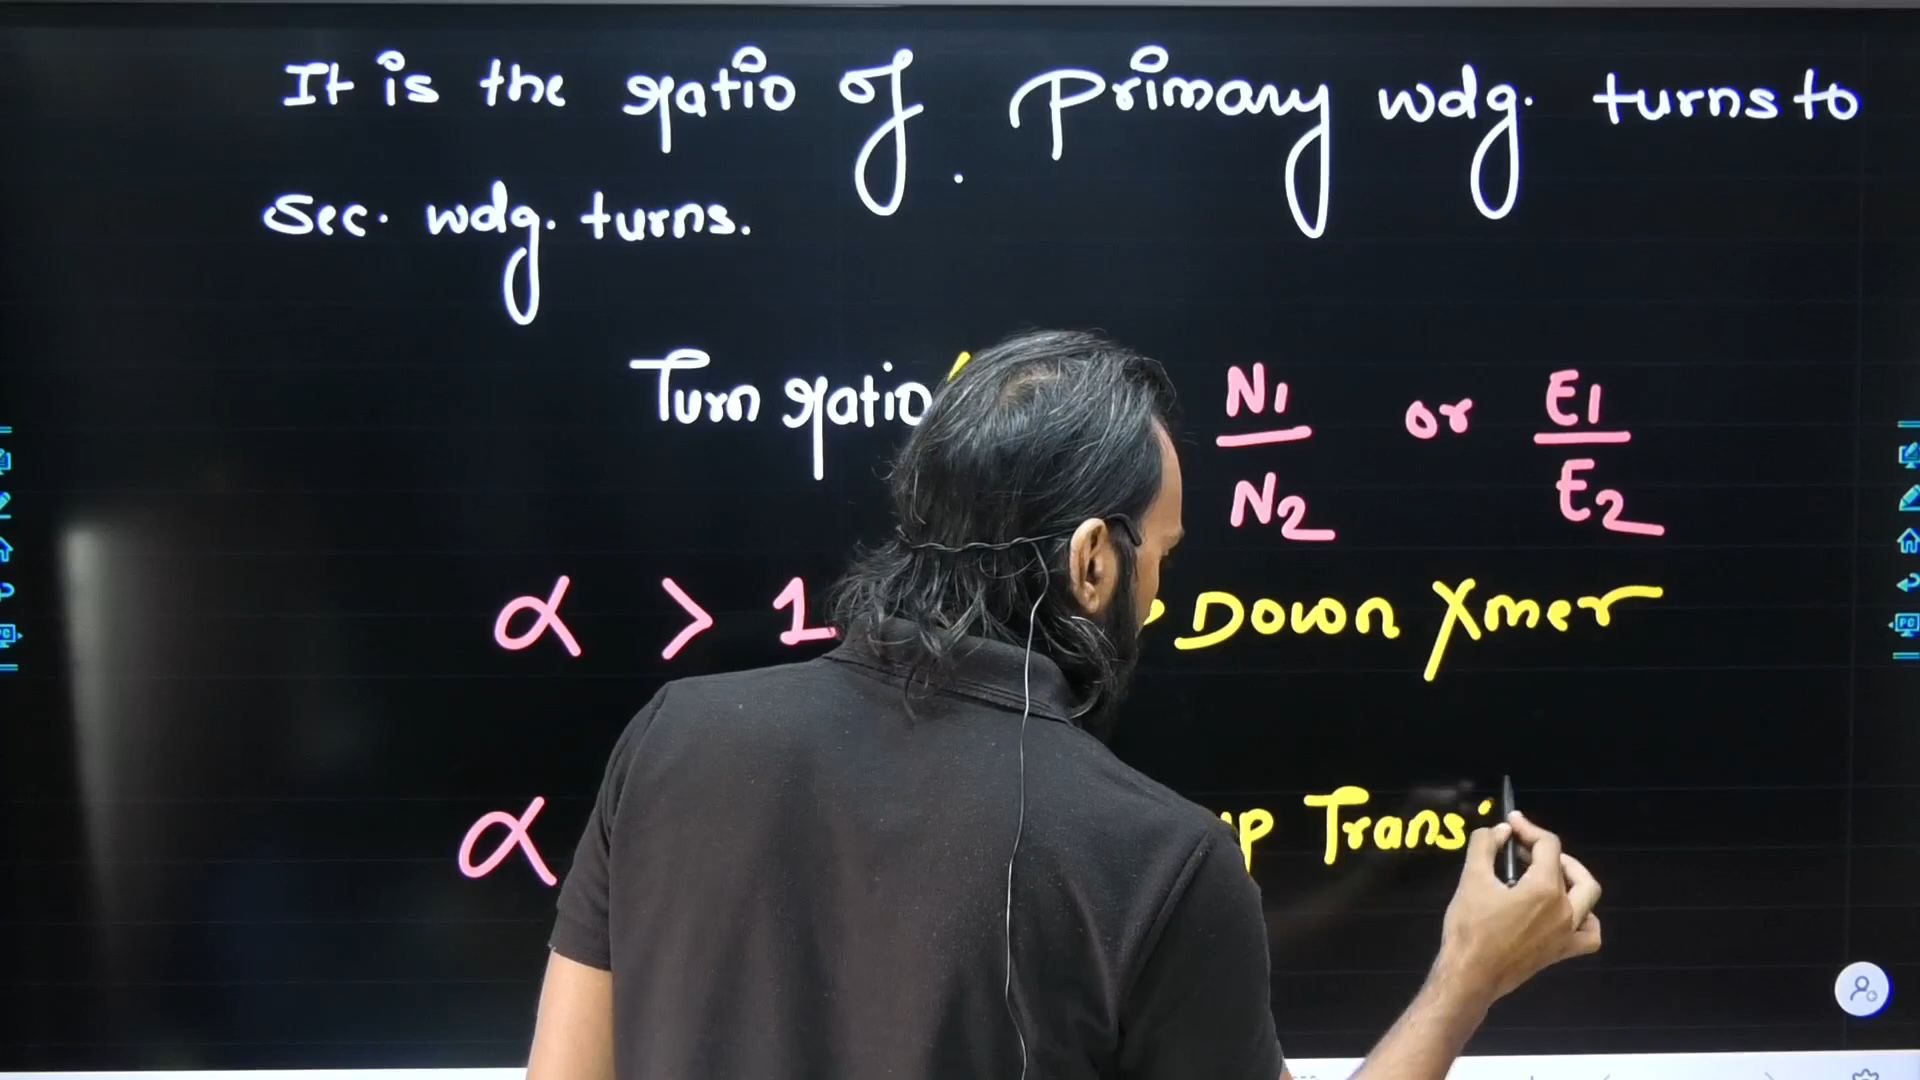 It is the ratio of. Primary wdg. turns to
Sec. wdg. turns.
Turn ratio N1/N2 or E1/E2
α > 1 Down Xmer
α up Trans